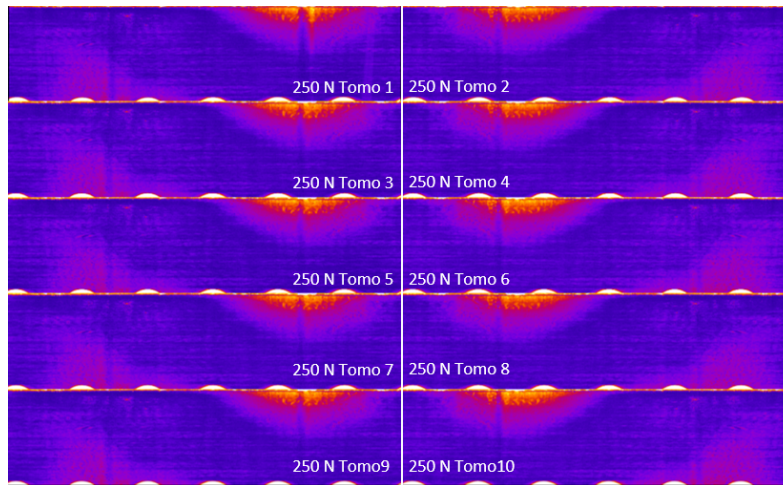 250 N Tomo 1
250 N Tomo 2
250 N Tomo 3
250 N Tomo 4
250 N Tomo 5
250 N Tomo 6
250 N Tomo 7
250 N Tomo 8
250 N Tomo9
250 N Tomo10